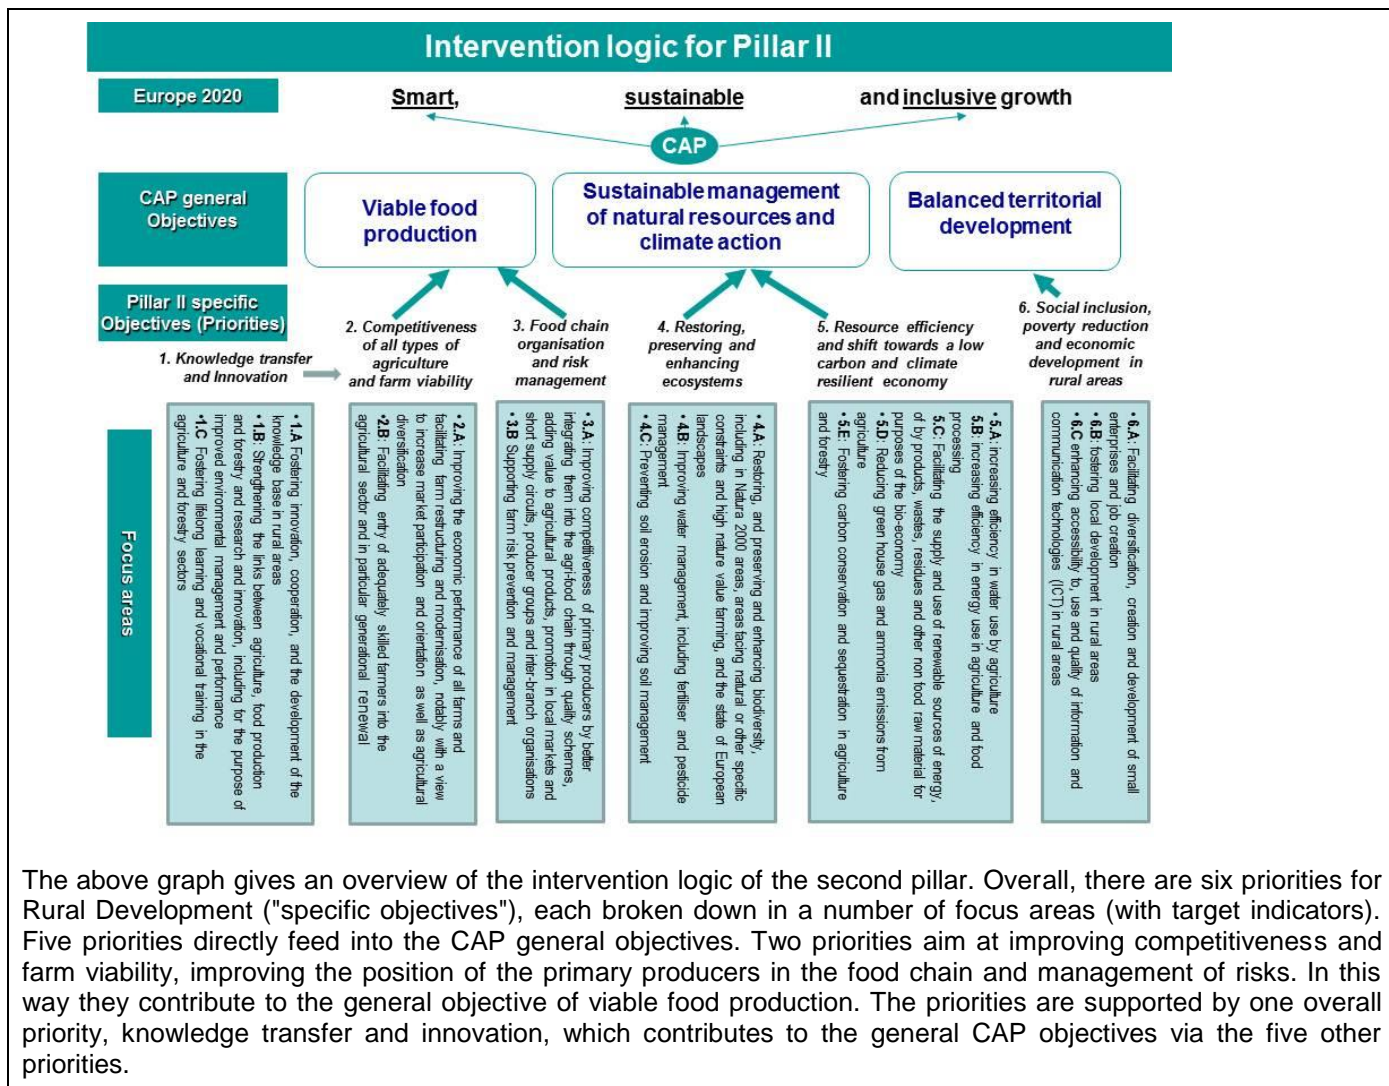 Intervention logic for Pillar II
Europe 2020
Smart,
sustainable
and inclusive growth
CAP
CAP general
Objectives
Viable food
production
Sustainable management
of natural resources and
climate action
Balanced territorial
development
Pillar II specific
Objectives (Priorities)
1. Knowledge transfer
and Innovation
2. Competitiveness
of all types of
agriculture
and farm viability
3. Food chain
organisation
and risk
management
4. Restoring,
preserving and
enhancing
ecosystems
5. Resource efficiency
and shift towards a low
carbon and climate
resilient economy
6. Social inclusion,
poverty reduction
and economic
development in
rural areas
Focus areas
• 1.A Fostering innovation, cooperation, and the development of the
knowledge base in rural areas
• 1.B: Strengthening the links between agriculture, food production
and forestry and research and innovation, including for the purpose of
improved environmental management and performance
•1.C Fostering lifelong learning and vocational training in the
agriculture and forestry sectors
• 2.A: Improving the economic performance of all farms and
facilitating farm restructuring and modernisation, notably with a view
to increase market participation and orientation as well as agricultural
diversification
•2.B: Facilitating entry of adequately skilled farmers into the
agricultural sector and in particular generational renewal
• 3.A: Improving competitiveness of primary producers by better
integrating them into the agri-food chain through quality schemes,
adding value to agricultural products, promotion in local markets and
short supply circuits, producer groups and inter-branch organisations
• 3.B Supporting farm risk prevention and management
• 4.A: Restoring, and preserving and enhancing biodiversity,
including in Natura 2000 areas, areas facing natural or other specific
constraints and high nature value farming, and the state of European
landscapes
• 4.B: Improving water management, including fertiliser and pesticide
management
• 4.C: Preventing soil erosion and improving soil management
• 5.A: increasing efficiency in water use by agriculture
5.B: increasing efficiency in energy use in agriculture and food
processing
5.C: Facilitating the supply and use of renewable sources of energy,
of by products, wastes, residues and other non food raw material for
purposes of the bio-economy
• 5.D: Reducing green house gas and ammonia emissions from
agriculture
• 5.E: Fostering carbon conservation and sequestration in agriculture
and forestry
• 6.A: Facilitating diversification, creation and development of small
enterprises and job creation
• 6.B: fostering local development in rural areas
• 6.C enhancing accessibility to, use and quality of information and
communication technologies (ICT) in rural areas
The above graph gives an overview of the intervention logic of the second pillar. Overall, there are six priorities for
Rural Development ("specific objectives"), each broken down in a number of focus areas (with target indicators).
Five priorities directly feed into the CAP general objectives. Two priorities aim at improving competitiveness and
farm viability, improving the position of the primary producers in the food chain and management of risks. In this
way they contribute to the general objective of viable food production. The priorities are supported by one overall
priority, knowledge transfer and innovation, which contributes to the general CAP objectives via the five other
priorities.